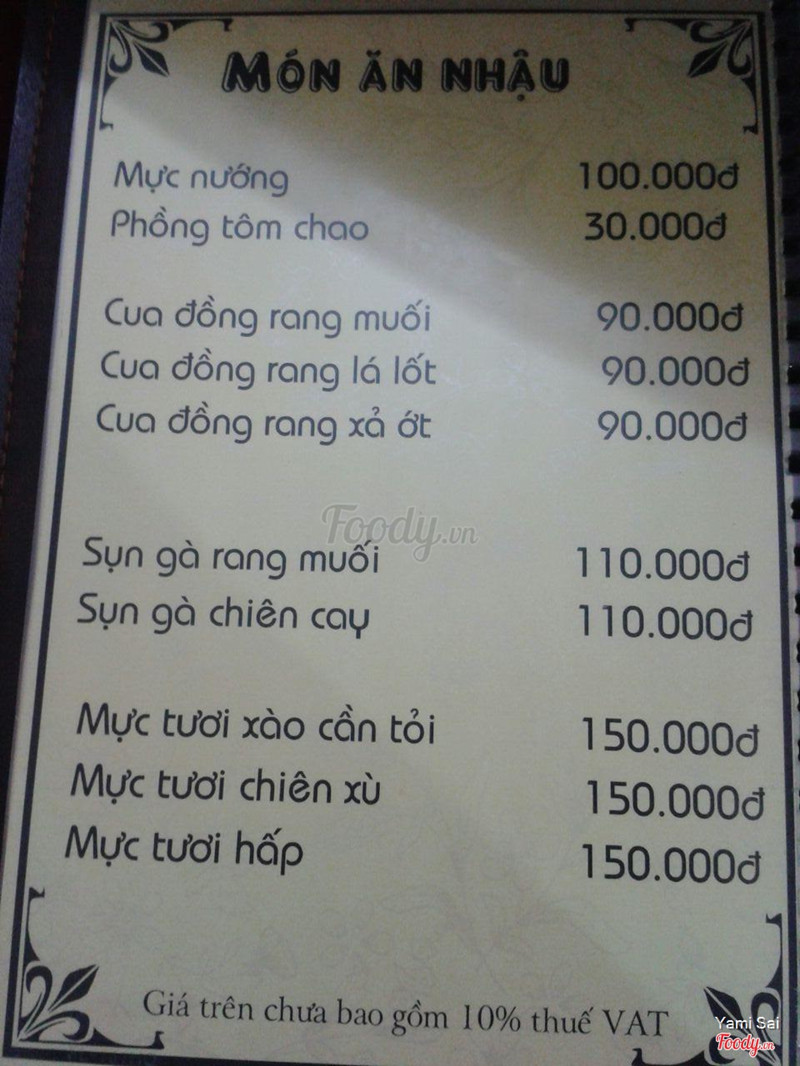 MÓN ĂN NHẬU
Mực nướng 100.000đ
Phồng tôm chao 30.000đ
Cua đồng rang muối 90.000đ
Cua đồng rang lá lốt 90.000đ
Cua đồng rang xả ớt 90.000đ
Foody.vn
Sụn gà rang muối 110.000đ
Sụn gà chiên cay 110.000đ
Mực tươi xào cần tỏi 150.000đ
Mực tươi chiên xù 150.000đ
Mực tươi hấp 150.000đ
Giá trên chưa bao gồm 10% thuế VAT
Yami Sai
Foody.vn